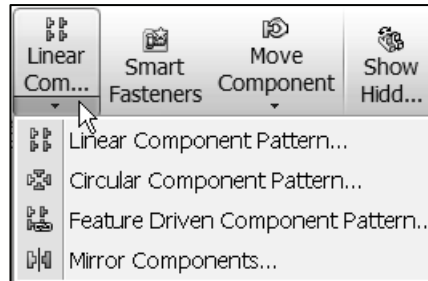 Linear
Com...
Smart
Fasteners
Move
Component
Show
Hidd...
Linear Component Pattern...
Circular Component Pattern...
Feature Driven Component Pattern..
Mirror Components...